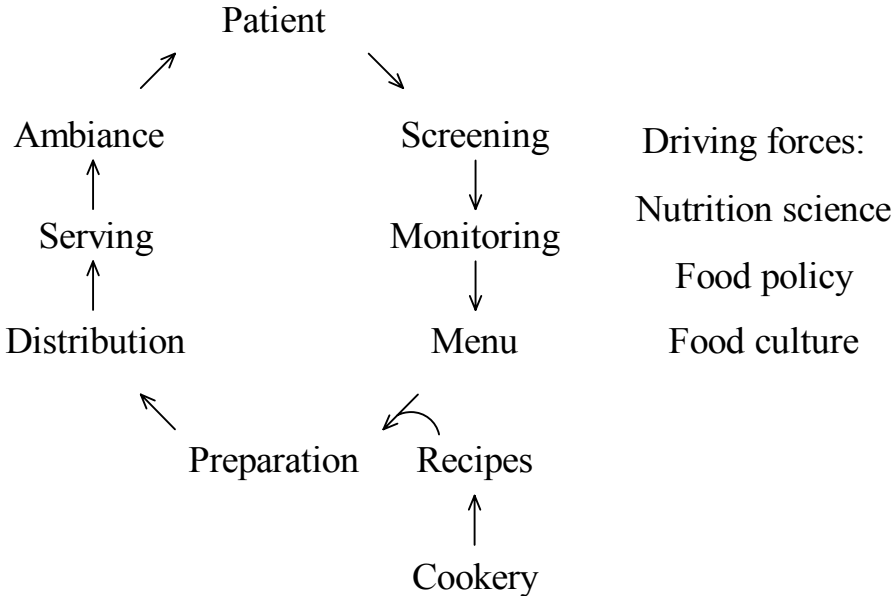 Patient
Ambiance
Screening
Driving forces:
Nutrition science
Serving
Monitoring
Food policy
Distribution
Menu
Food culture
Preparation
Recipes
Cookery